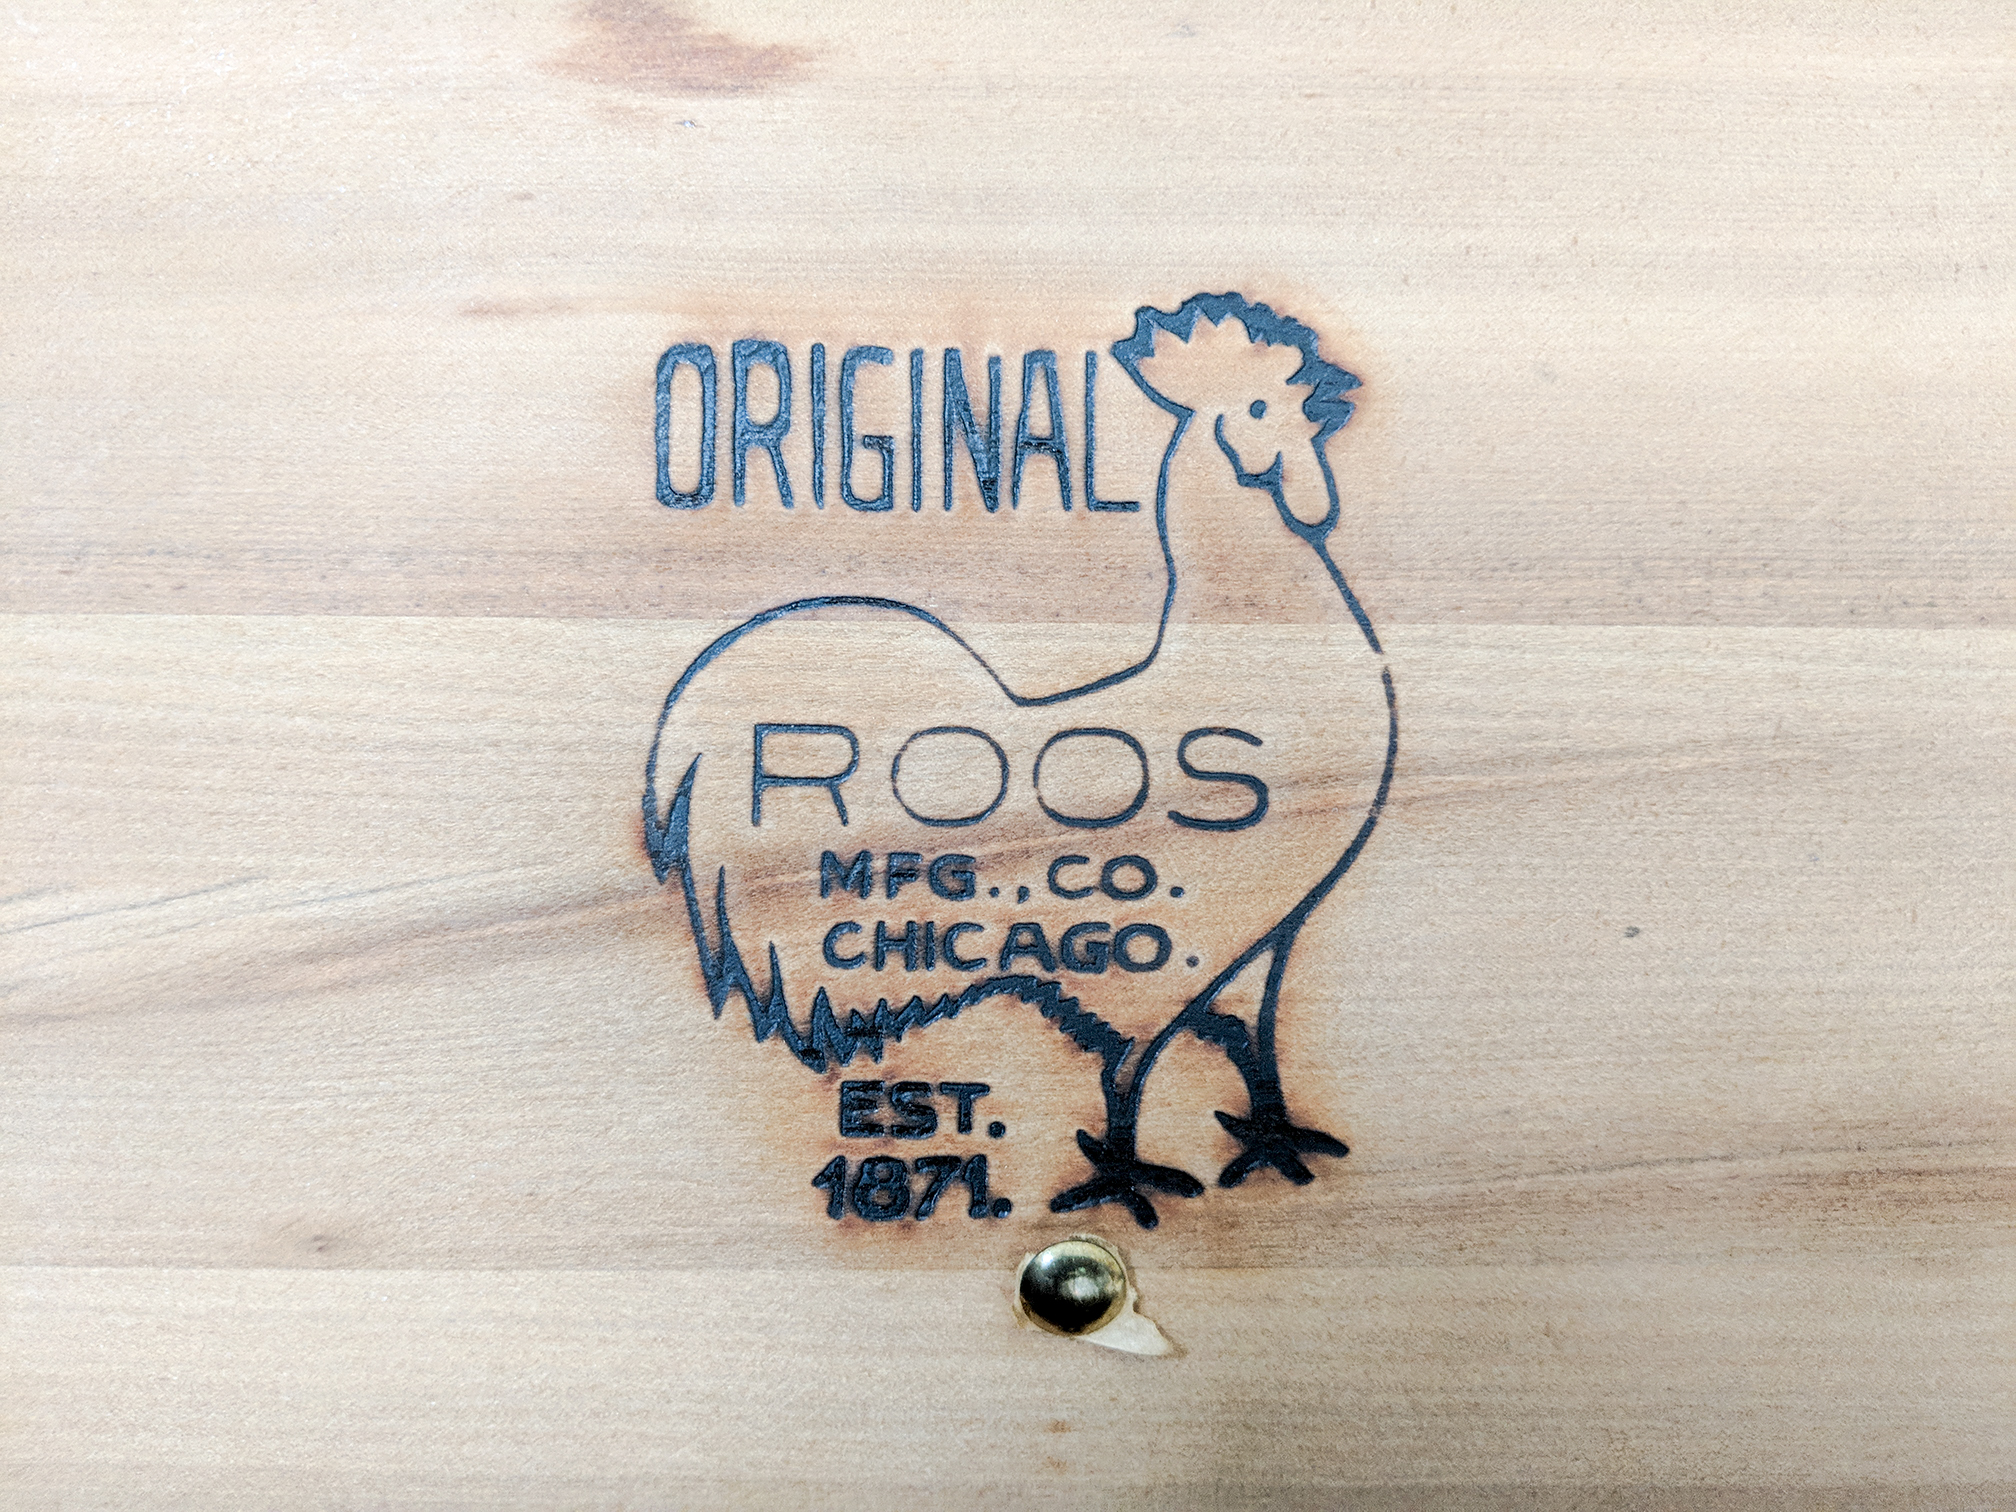 ORIGINAL
ROOS
MFG., CO.
CHICAGO.
EST.
1871.